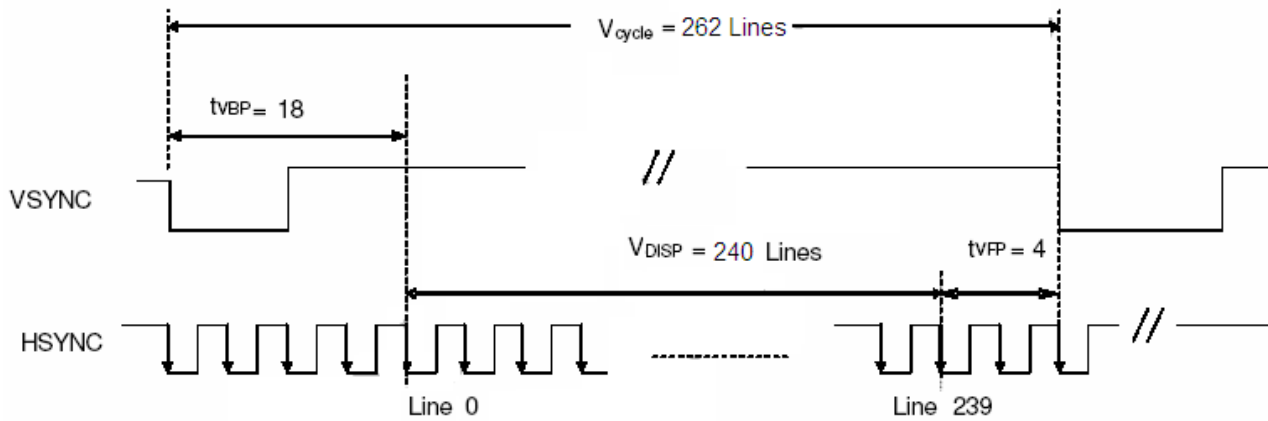 Vcycle = 262 Lines
tVBP = 18
VSYNC
VDISP = 240 Lines
tVFP = 4
HSYNC
Line 0
Line 239